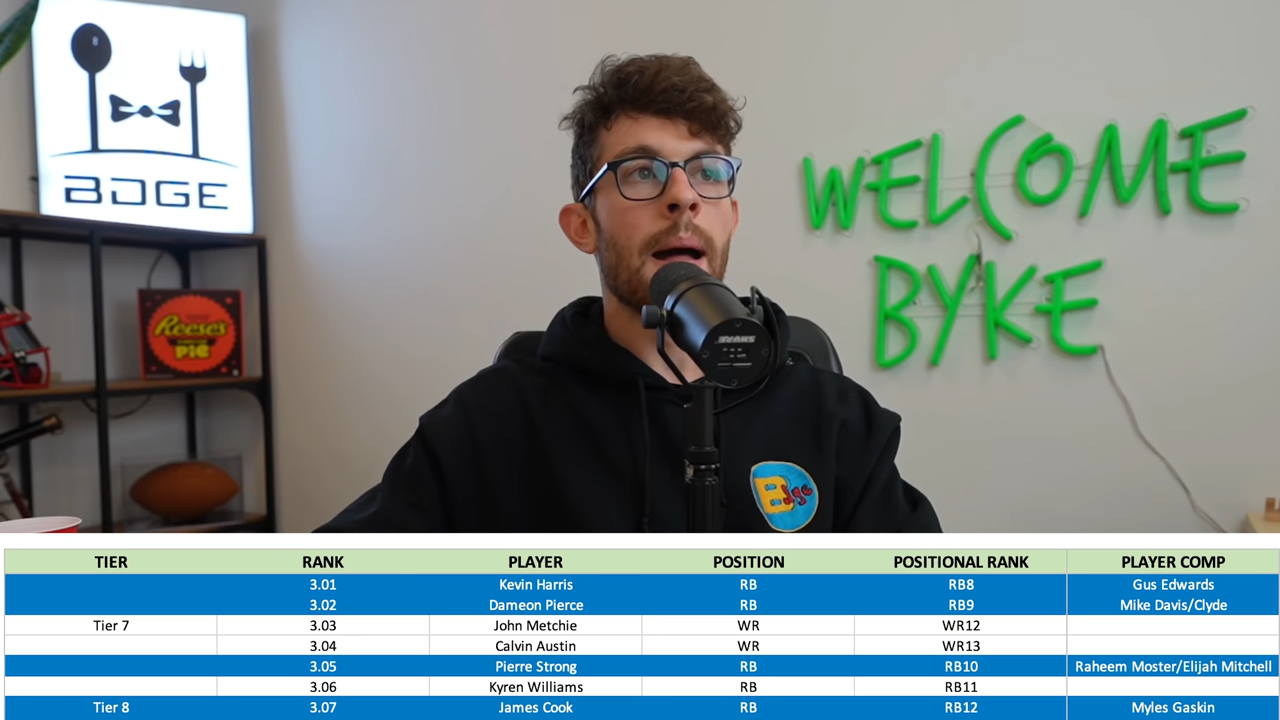 BDGE
WELCOME
BYKE
Reese's
PIE
Edge
TIER RANK PLAYER POSITION POSITIONAL RANK PLAYER COMP
3.01 Kevin Harris RB RB8 Gus Edwards
3.02 Dameon Pierce RB RB9 Mike Davis/Clyde
Tier 7 3.03 John Metchie WR WR12
3.04 Calvin Austin WR WR13
3.05 Pierre Strong RB RB10 Raheem Moster/Elijah Mitchell
3.06 Kyren Williams RB RB11
Tier 8 3.07 James Cook RB RB12 Myles Gaskin